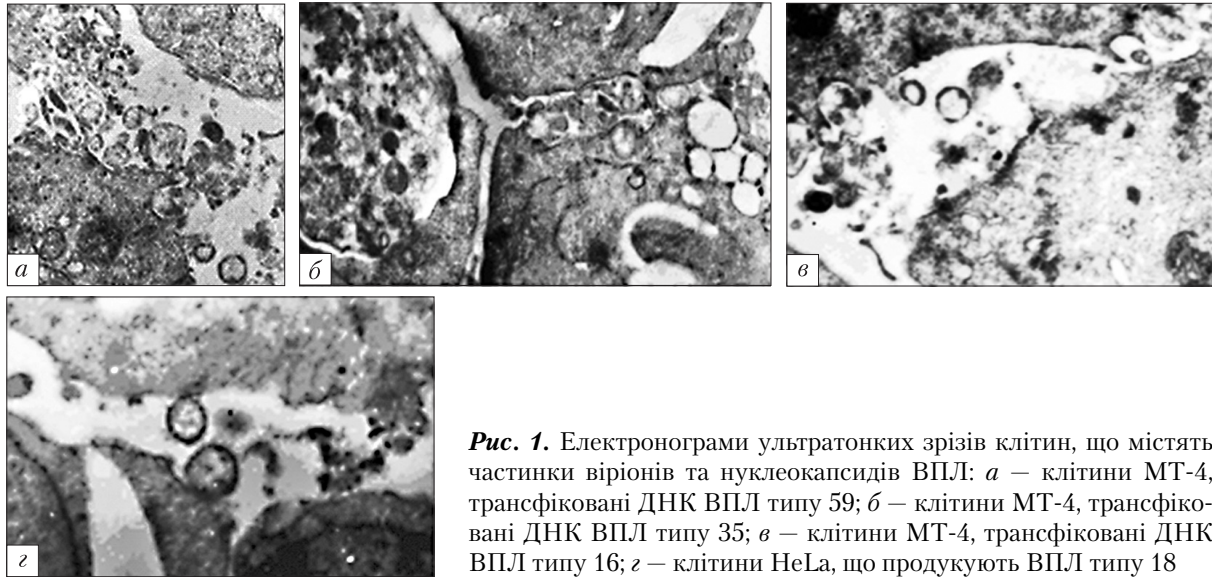 а
б
в
г
Рис. 1. Електронограми ультратонких зрізів клітин, що містять
частинки віріонів та нуклеокапсидів ВПЛ: а — клітини МТ-4,
трансфіковані ДНК ВПЛ типу 59; б — клітини МТ-4, трансфіко-
вані ДНК ВПЛ типу 35; в — клітини МТ-4, трансфіковані ДНК
ВПЛ типу 16; г — клітини HeLa, що продукують ВПЛ типу 18